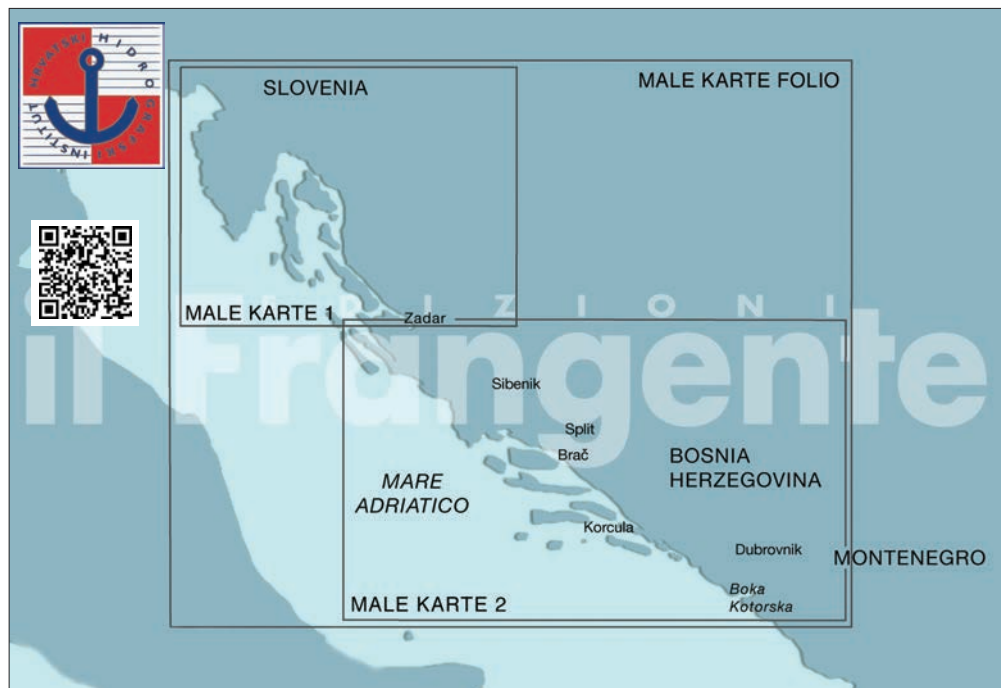 HRVATSKI HIDROGRAFSKI INSTITUT
SLOVENIA
MALE KARTE FOLIO
EDIZIONI
il Frangente
MALE KARTE 1
Zadar
Sibenik
Split
Brač
BOSNIA
HERZEGOVINA
MARE
ADRIATICO
Korcula
Dubrovnik
MONTENEGRO
Boka
Kotorska
MALE KARTE 2